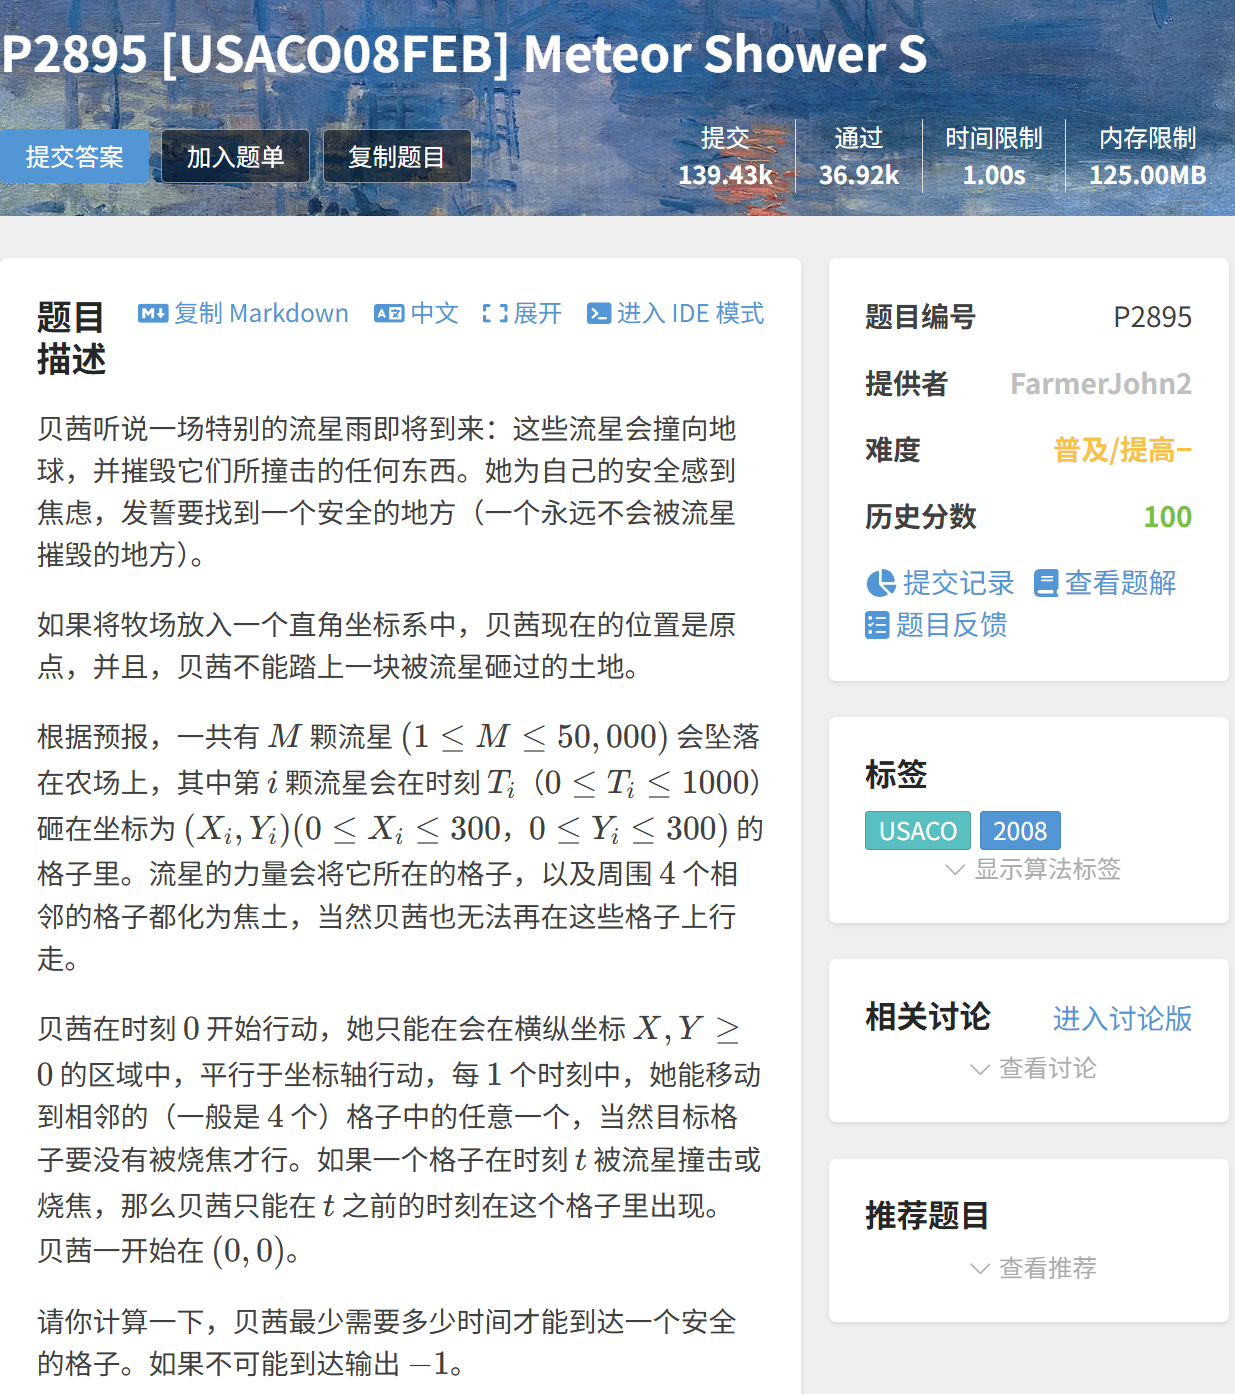 P2895 [USACO08FEB] Meteor Shower S
提交答案 加入题单 复制题目
提交 通过 时间限制 内存限制
139.43k 36.92k 1.00s 125.00MB
题目描述
复制 Markdown 中文 展开 进入 IDE 模式
贝茜听说一场特别的流星雨即将到来：这些流星会撞向地
球，并摧毁它们所撞击的任何东西。她为自己的安全感到
焦虑，发誓要找到一个安全的地方（一个永远不会被流星
摧毁的地方）。
如果将牧场放入一个直角坐标系中，贝茜现在的位置是原
点，并且，贝茜不能踏上一块被流星砸过的土地。
根据预报，一共有 M 颗流星 (1 ≤ M ≤ 50,000) 会坠落
在农场上，其中第 i 颗流星会在时刻 T_i（0 ≤ T_i ≤ 1000）
砸在坐标为 (X_i, Y_i)(0 ≤ X_i ≤ 300，0 ≤ Y_i ≤ 300) 的
格子里。流星的力量会将它所在的格子，以及周围 4 个相
邻的格子都化为焦土，当然贝茜也无法再在这些格子上行
走。
贝茜在时刻 0 开始行动，她只能在会在横纵坐标 X, Y ≥
0 的区域中，平行于坐标轴行动，每 1 个时刻中，她能移动
到相邻的（一般是 4 个）格子中的任意一个，当然目标格
子要没有被烧焦才行。如果一个格子在时刻 t 被流星撞击或
烧焦，那么贝茜只能在 t 之前的时刻在这个格子里出现。
贝茜一开始在 (0, 0)。
请你计算一下，贝茜最少需要多少时间才能到达一个安全
的格子。如果不可能到达输出 −1。
题目编号 P2895
提供者 FarmerJohn2
难度 普及/提高−
历史分数 100
提交记录 查看题解
题目反馈
标签
USACO 2008
显示算法标签
相关讨论 进入讨论版
查看讨论
推荐题目
查看推荐